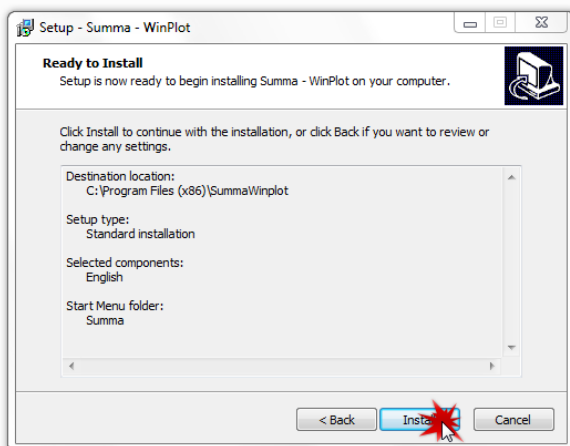 Setup - Summa - WinPlot
Ready to Install
Setup is now ready to begin installing Summa - WinPlot on your computer.
Click Install to continue with the installation, or click Back if you want to review or
change any settings.
Destination location:
C:\Program Files (x86)\SummaWinplot
Setup type:
Standard installation
Selected components:
English
Start Menu folder:
Summa
< Back
Install
Cancel